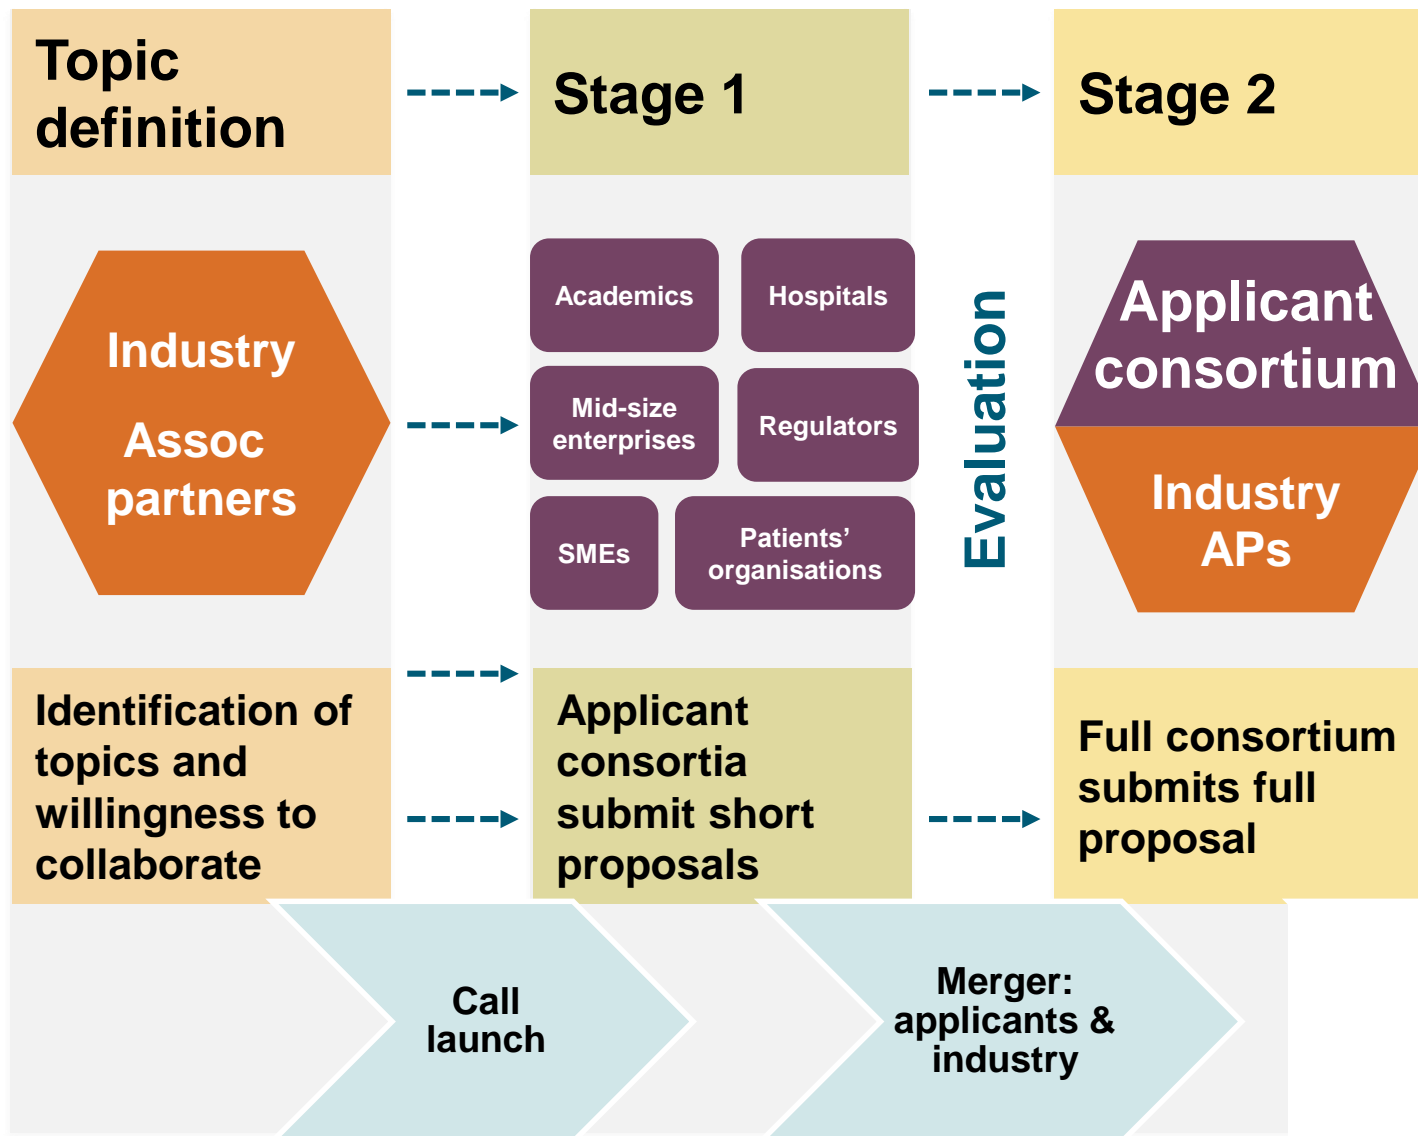 Topic
definition
Stage 1
Stage 2
Industry
Assoc
partners
Academics
Hospitals
Mid-size
enterprises
Regulators
SMEs
Patients’
organisations
Evaluation
Applicant
consortium
Industry
APs
Identification of
topics and
willingness to
collaborate
Applicant
consortia
submit short
proposals
Full consortium
submits full
proposal
Call
launch
Merger:
applicants &
industry